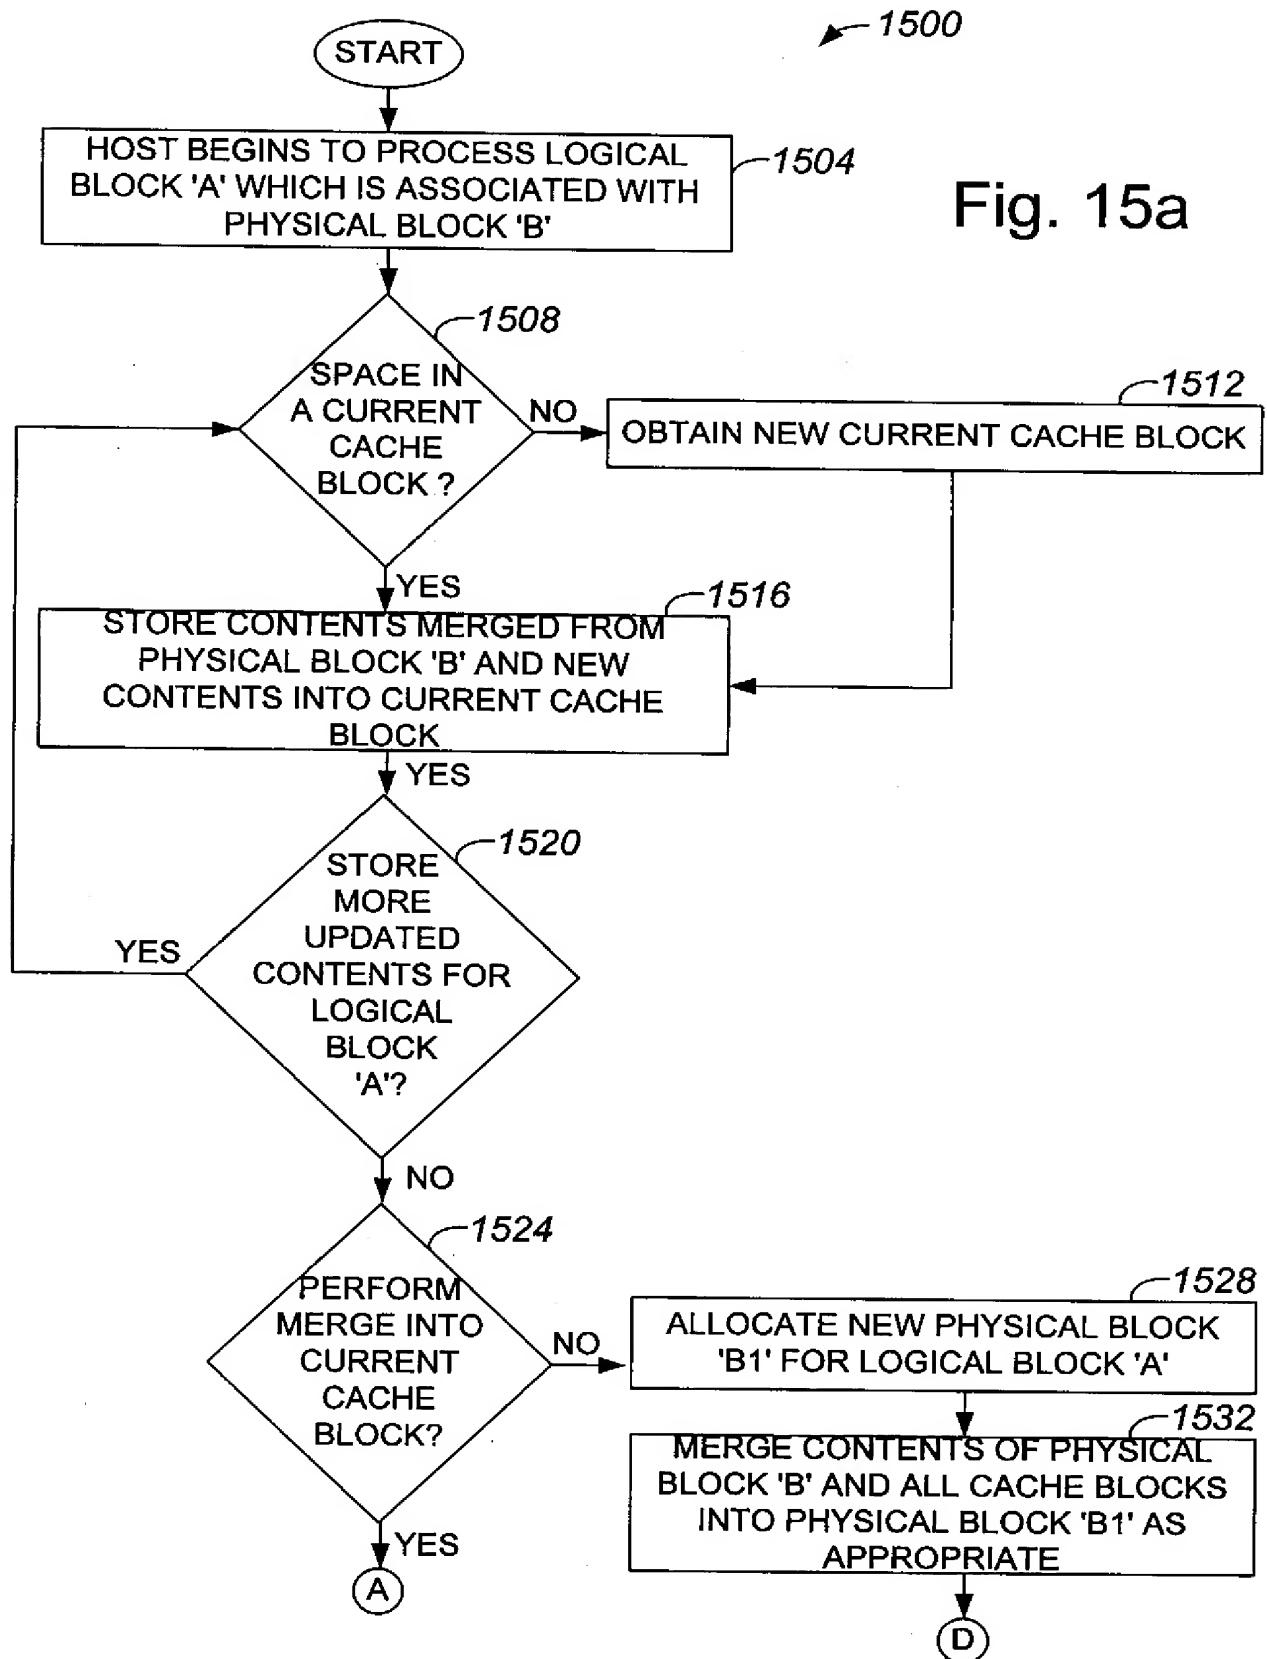 1500
START
HOST BEGINS TO PROCESS LOGICAL
BLOCK 'A' WHICH IS ASSOCIATED WITH
PHYSICAL BLOCK 'B'
1504
Fig. 15a
1508
SPACE IN
A CURRENT
CACHE
BLOCK ?
NO
1512
OBTAIN NEW CURRENT CACHE BLOCK
YES
1516
STORE CONTENTS MERGED FROM
PHYSICAL BLOCK 'B' AND NEW
CONTENTS INTO CURRENT CACHE
BLOCK
YES
1520
STORE
MORE
UPDATED
CONTENTS FOR
LOGICAL
BLOCK
'A'?
YES
NO
1524
PERFORM
MERGE INTO
CURRENT
CACHE
BLOCK?
NO
1528
ALLOCATE NEW PHYSICAL BLOCK
'B1' FOR LOGICAL BLOCK 'A'
1532
MERGE CONTENTS OF PHYSICAL
BLOCK 'B' AND ALL CACHE BLOCKS
INTO PHYSICAL BLOCK 'B1' AS
APPROPRIATE
YES
A
D